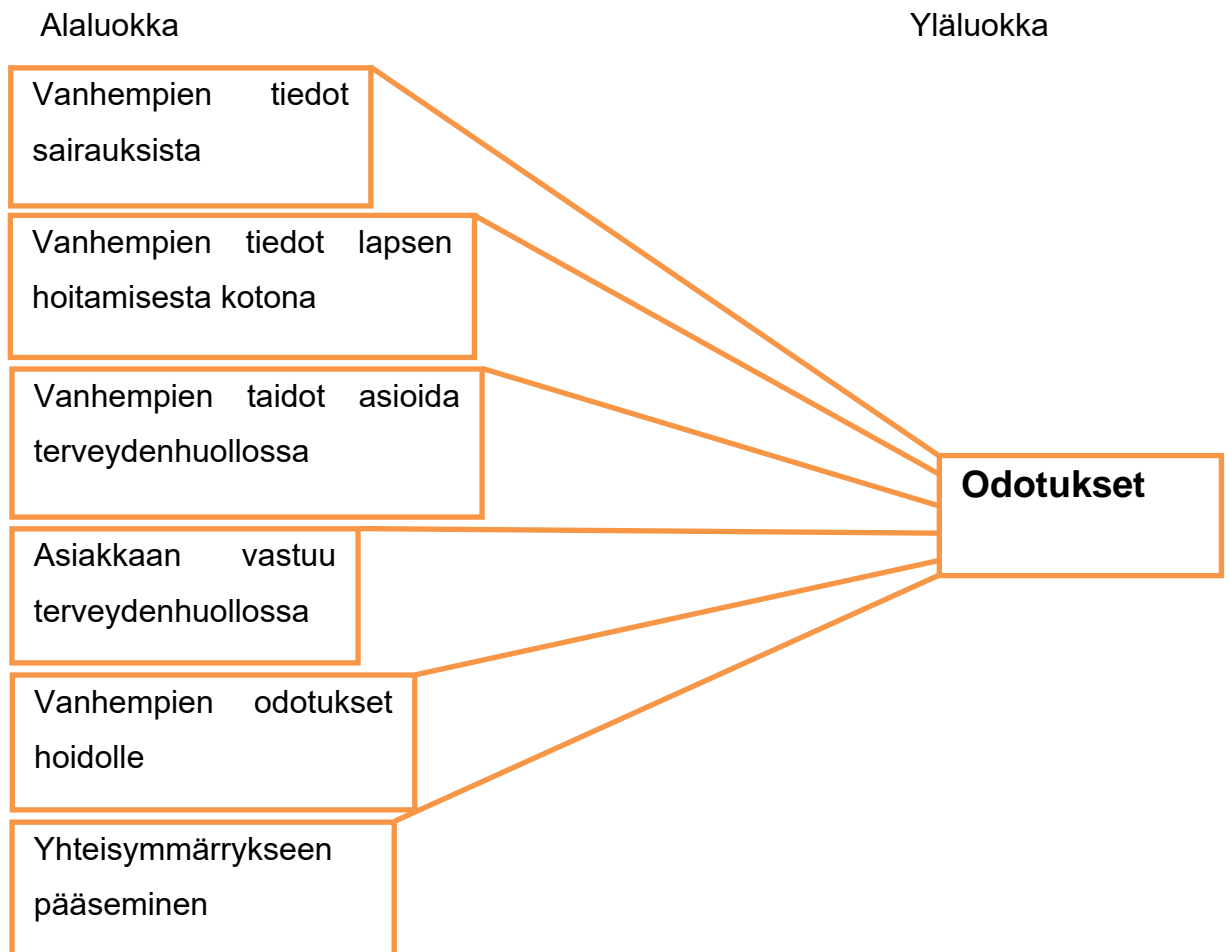 Alaluokka Yläluokka
Vanhempien tiedot
sairauksista
Vanhempien tiedot lapsen
hoitamisesta kotona
Vanhempien taidot asioida
terveydenhuollossa
Asiakkaan vastuu
terveydenhuollossa
Vanhempien odotukset
hoidolle
Yhteisymmärrykseen
pääseminen
Odotukset